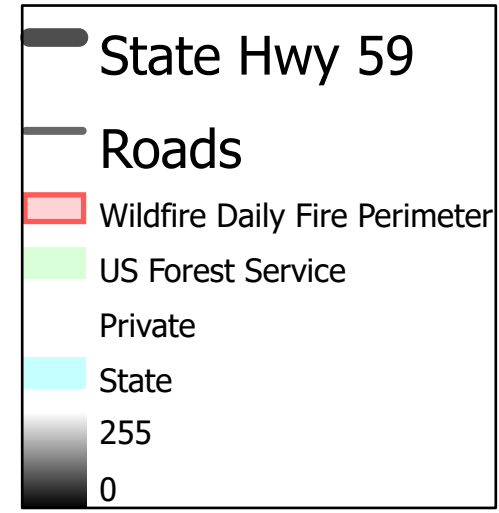 State Hwy 59
Roads
Wildfire Daily Fire Perimeter
US Forest Service
Private
State
255
0